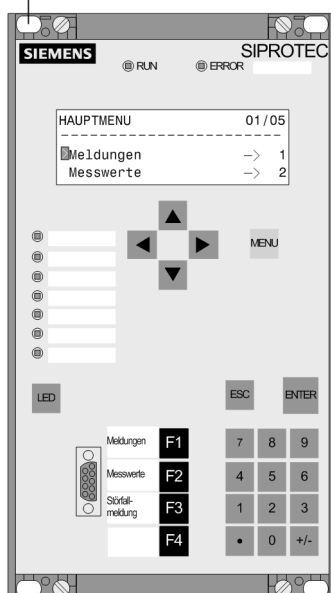 SIEMENS
SIPROTEC
RUN
ERROR
HAUPTMENU 01/05
--------------------
Meldungen –> 1
Messwerte –> 2
MENU
LED
ESC
ENTER
Meldungen F1
7 8 9
Messwerte F2
4 5 6
Störfall-
meldung F3
1 2 3
F4
• 0 +/-